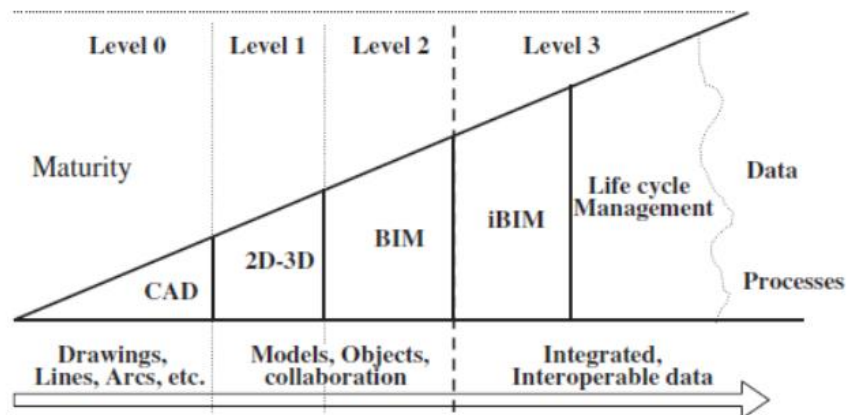 Level 0
Level 1
Level 2
Level 3
Maturity
CAD
2D-3D
BIM
iBIM
Life cycle
Management
Data
Processes
Drawings,
Lines, Arcs, etc.
Models, Objects,
collaboration
Integrated,
Interoperable data